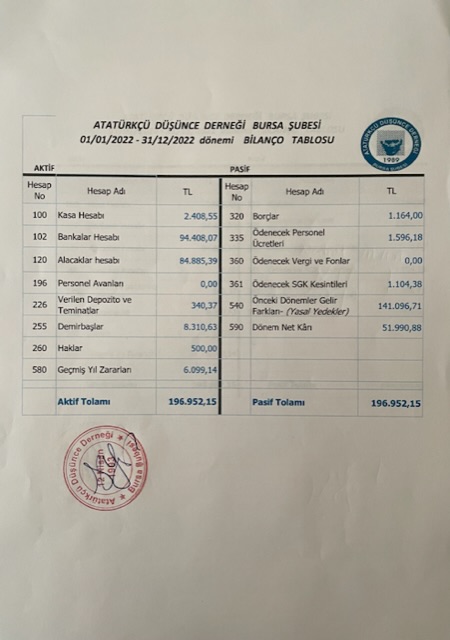 ATATÜRKÇÜ DÜŞÜNCE DERNEĞİ BURSA ŞUBESİ
01/01/2022 - 31/12/2022 dönemi BİLANÇO TABLOSU
ATATÜRKÇÜ DÜŞÜNCE DERNEĞİ
1989
BURSA ŞUBESİ
AKTİF PASİF
Hesap No Hesap Adı TL Hesap No Hesap Adı TL
100 Kasa Hesabı 2.408,55 320 Borçlar 1.164,00
102 Bankalar Hesabı 94.408,07 335 Ödenecek Personel Ücretleri 1.596,18
120 Alacaklar hesabı 84.885,39 360 Ödenecek Vergi ve Fonlar 0,00
196 Personel Avanları 0,00 361 Ödenecek SGK Kesintileri 1.104,38
226 Verilen Depozito ve Teminatlar 340,37 540 Önceki Dönemler Gelir Farkları- (Yasal Yedekler) 141.096,71
255 Demirbaşlar 8.310,63 590 Dönem Net Kârı 51.990,88
260 Haklar 500,00
580 Geçmiş Yıl Zararları 6.099,14
Aktif Tolamı 196.952,15 Pasif Tolamı 196.952,15
Atatürkçü Düşünce Derneği
Bursa Şubesi